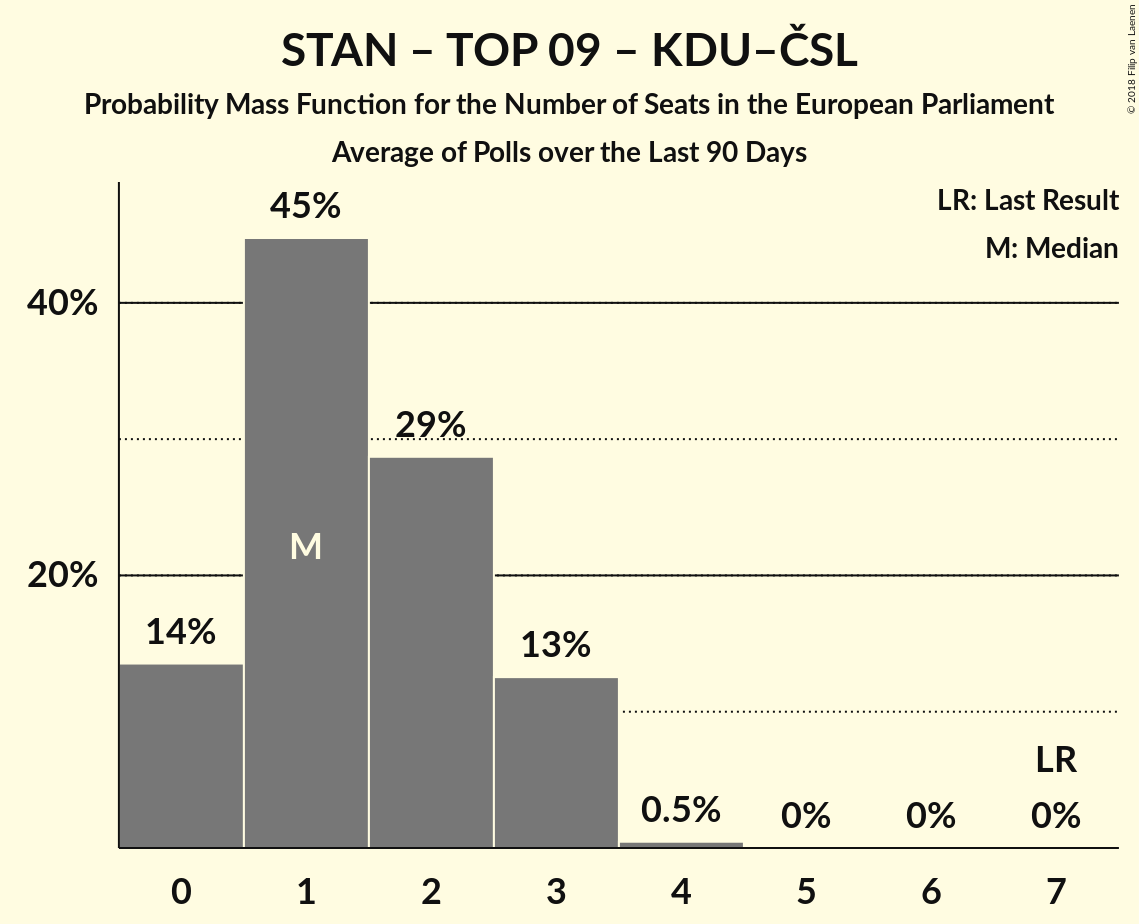 STAN – TOP 09 – KDU–ČSL
Probability Mass Function for the Number of Seats in the European Parliament
Average of Polls over the Last 90 Days
© 2018 Filip van Laenen
LR: Last Result
M: Median
45%
40%
29%
M
20%
14%
13%
LR
0.5%
0%
0%
0%
0 1 2 3 4 5 6 7